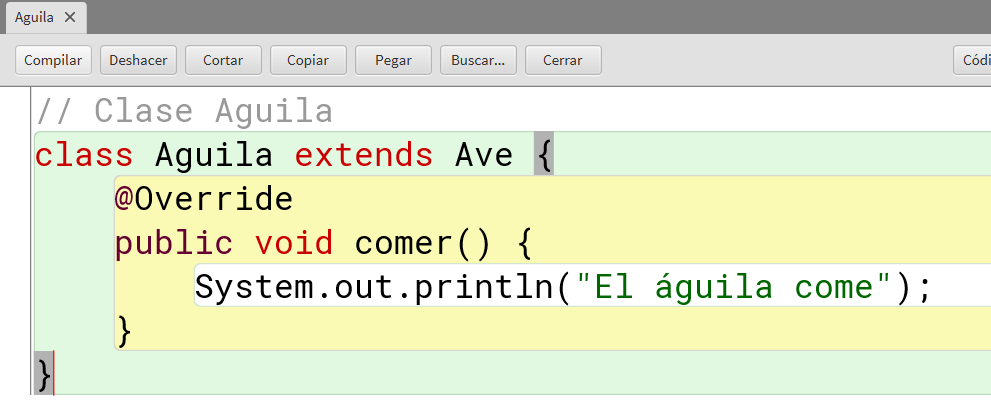 Aguila ✕
Compilar Deshacer Cortar Copiar Pegar Buscar... Cerrar Códi
// Clase Aguila
class Aguila extends Ave {
@Override
public void comer() {
System.out.println("El águila come");
}
}